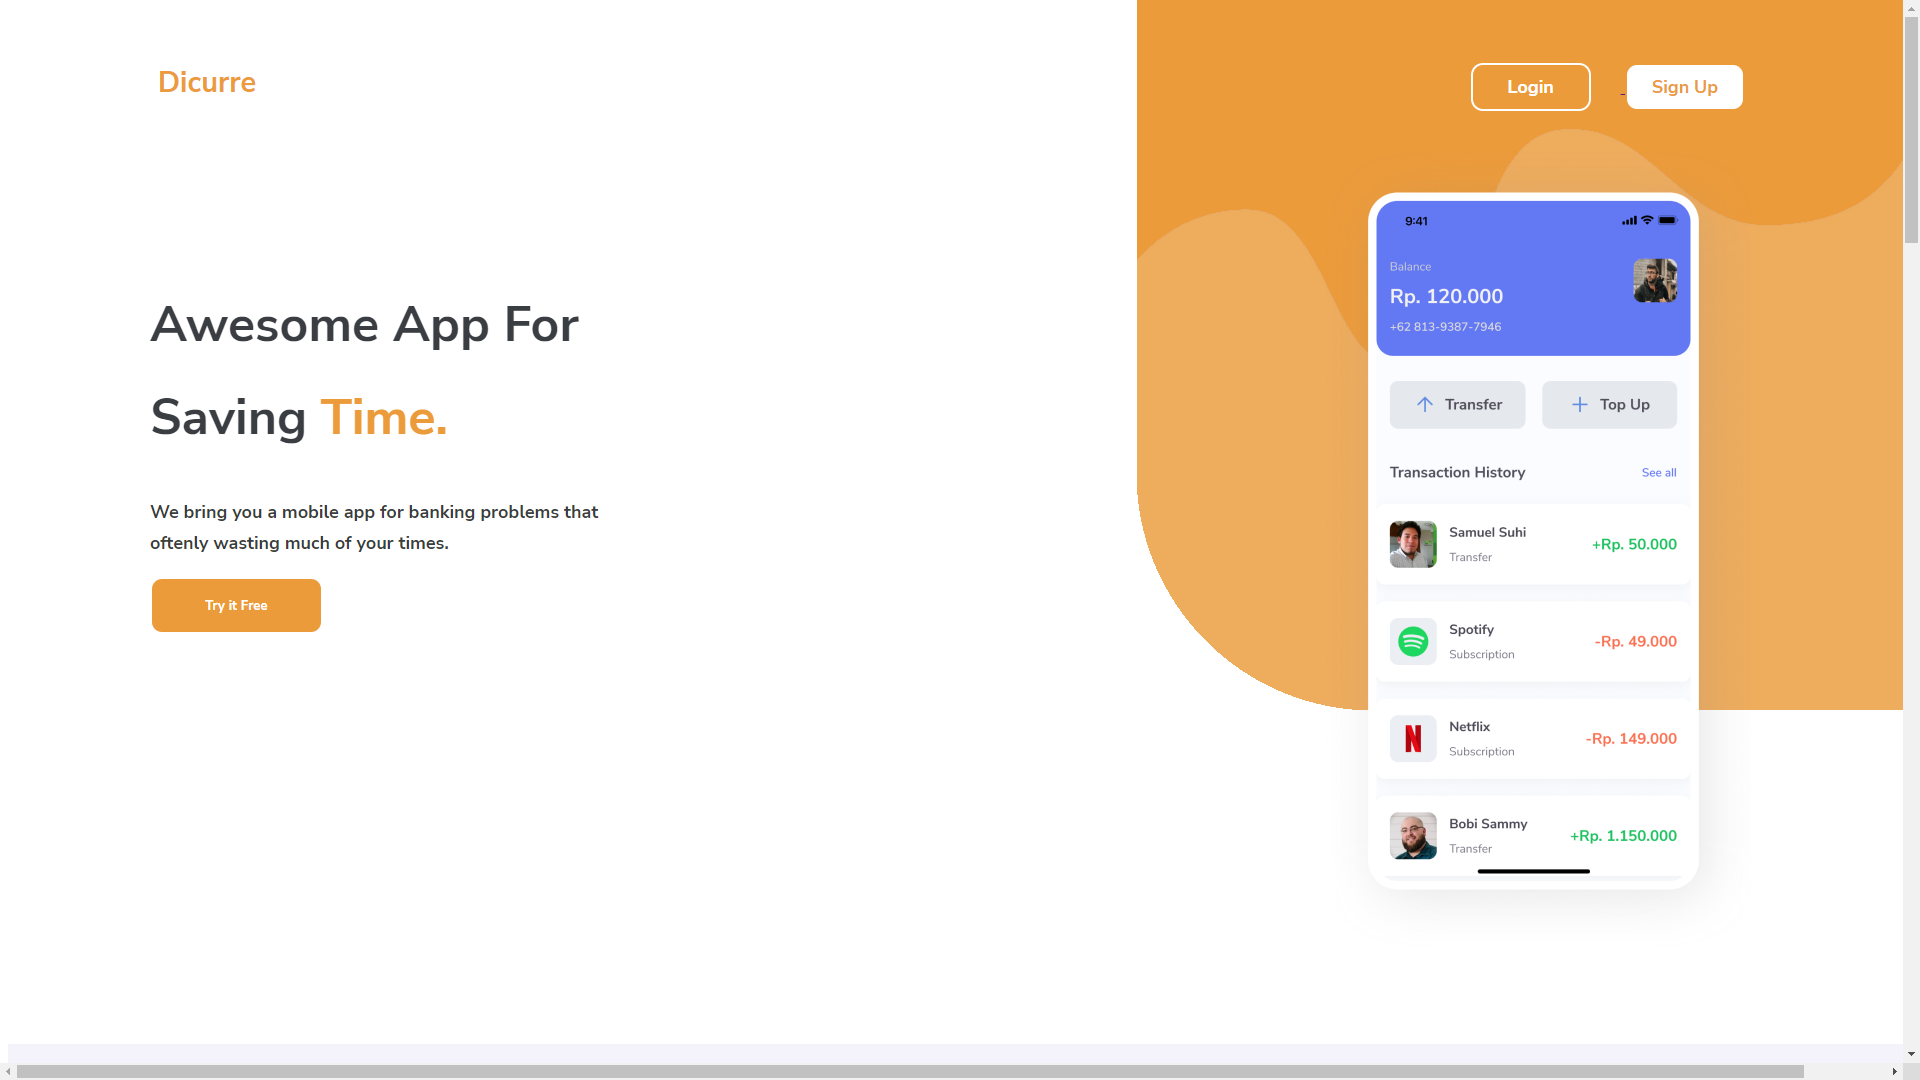 Dicurre
Login
Sign Up
9:41
Balance
Rp. 120.000
+62 813-9387-7946
Awesome App For
Saving Time.
We bring you a mobile app for banking problems that
oftenly wasting much of your times.
Try it Free
Transfer
Top Up
Transaction History
See all
Samuel Suhi
Transfer
+Rp. 50.000
Spotify
Subscription
-Rp. 49.000
N
Netflix
Subscription
-Rp. 149.000
Bobi Sammy
Transfer
+Rp. 1.150.000